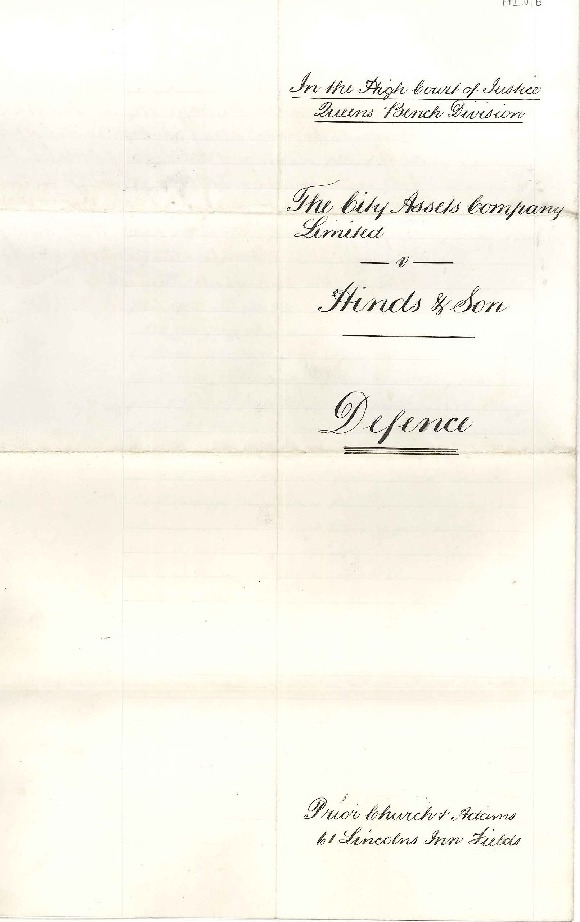 In the High Court of Justice
Queens Bench Division
The City Assets Company
Limited
v
Hinds & Son
Defence
Prior Church & Adams
61 Lincolns Inn Fields